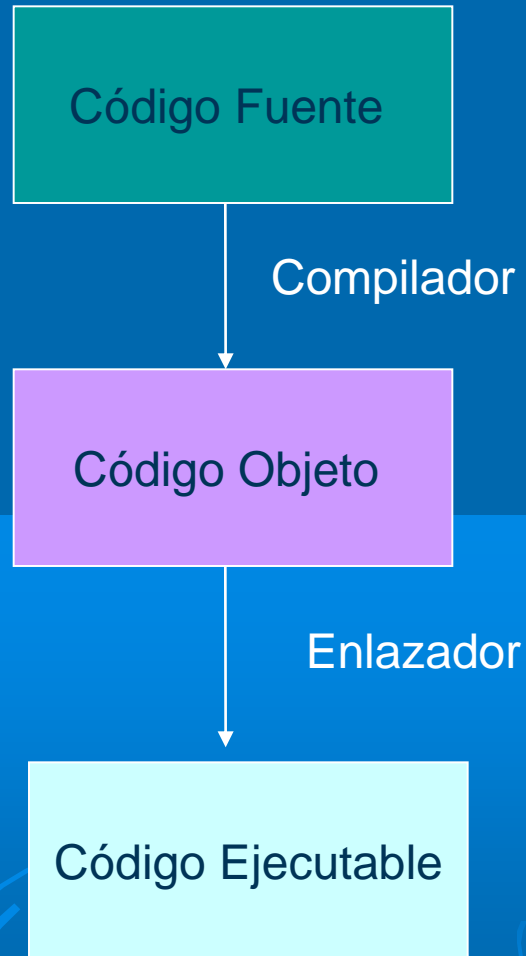 Código Fuente
Compilador
Código Objeto
Enlazador
Código Ejecutable